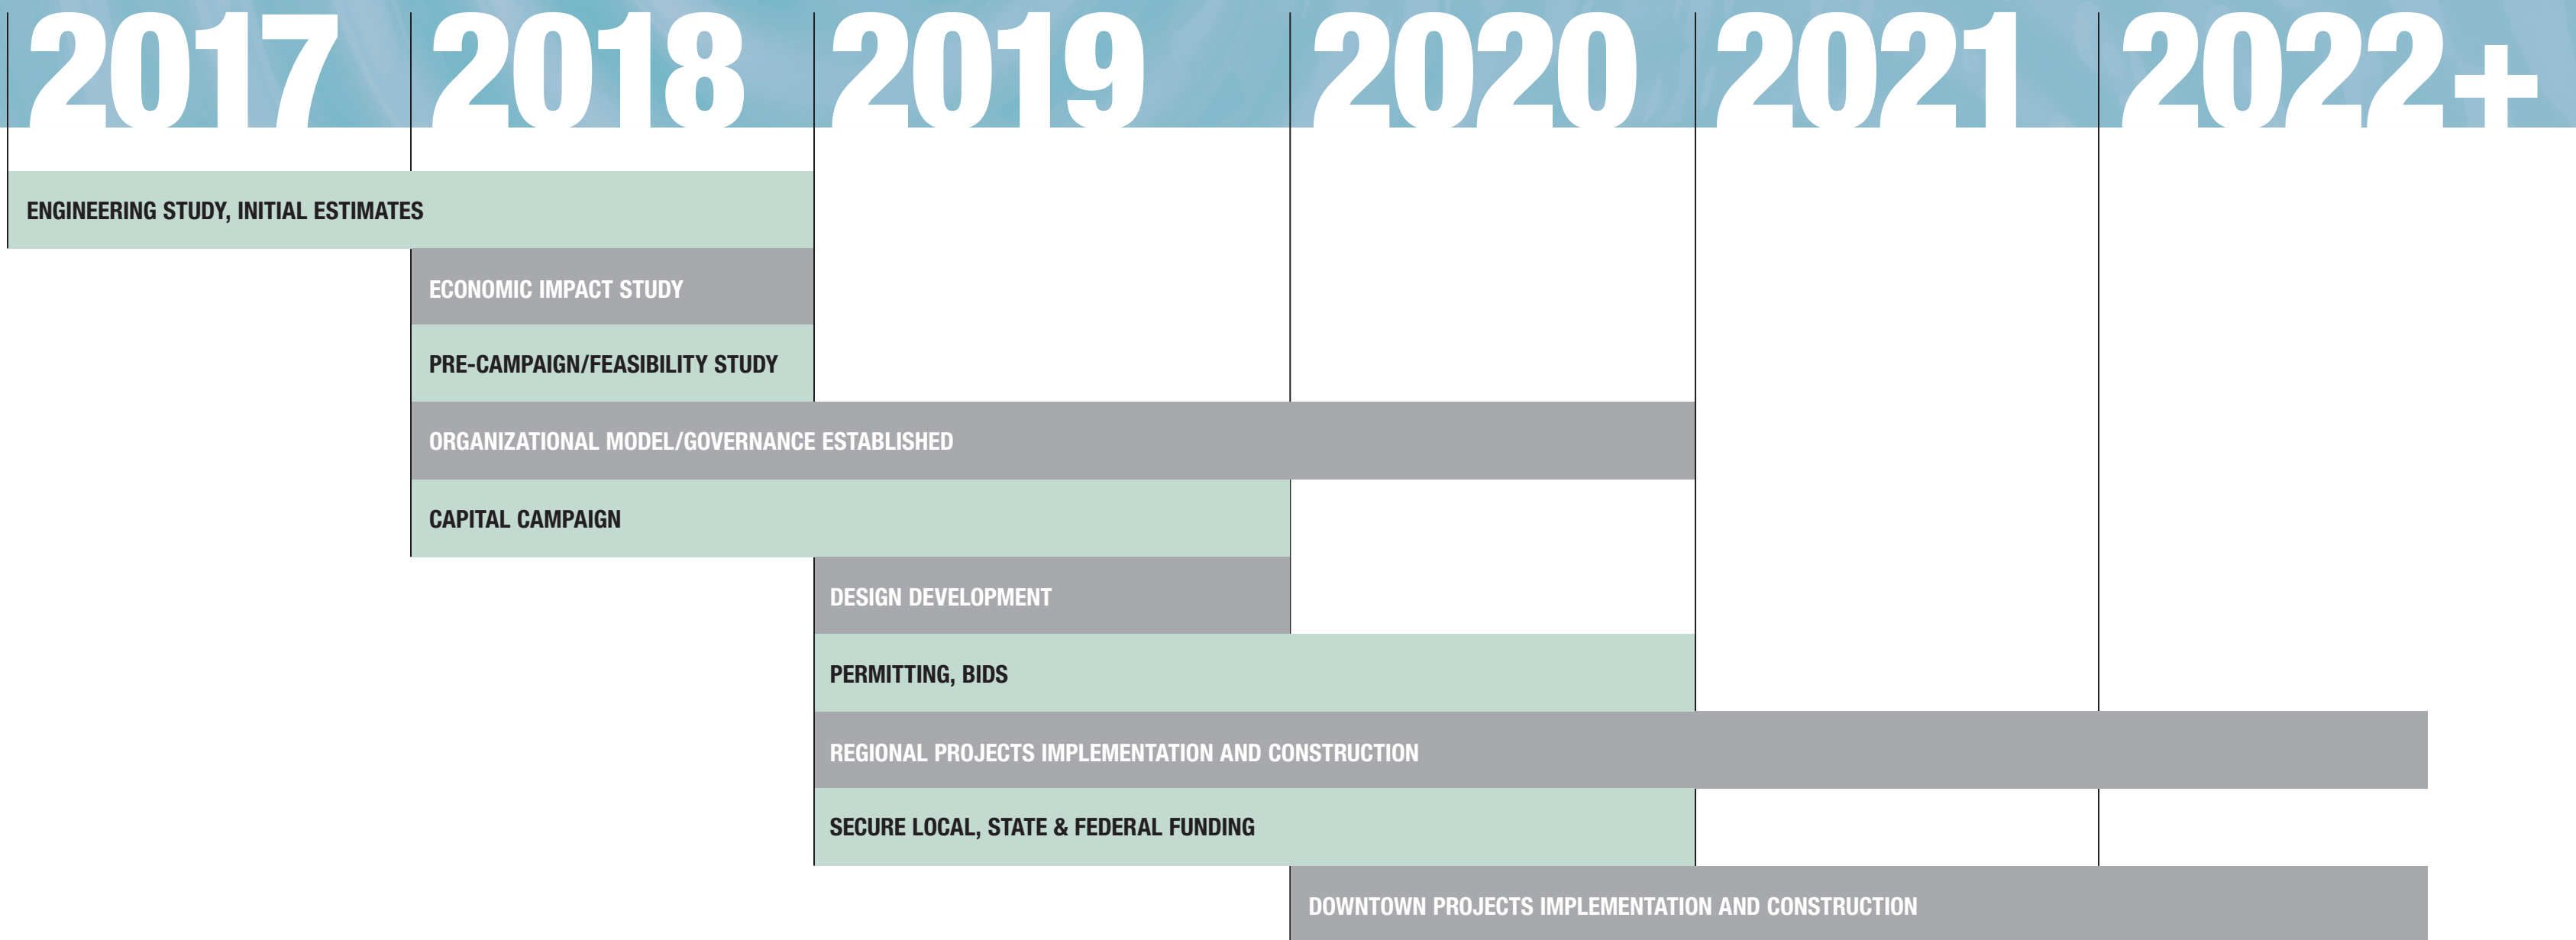 2017 2018 2019 2020 2021 2022+
ENGINEERING STUDY, INITIAL ESTIMATES
ECONOMIC IMPACT STUDY
PRE-CAMPAIGN/FEASIBILITY STUDY
ORGANIZATIONAL MODEL/GOVERNANCE ESTABLISHED
CAPITAL CAMPAIGN
DESIGN DEVELOPMENT
PERMITTING, BIDS
REGIONAL PROJECTS IMPLEMENTATION AND CONSTRUCTION
SECURE LOCAL, STATE & FEDERAL FUNDING
DOWNTOWN PROJECTS IMPLEMENTATION AND CONSTRUCTION